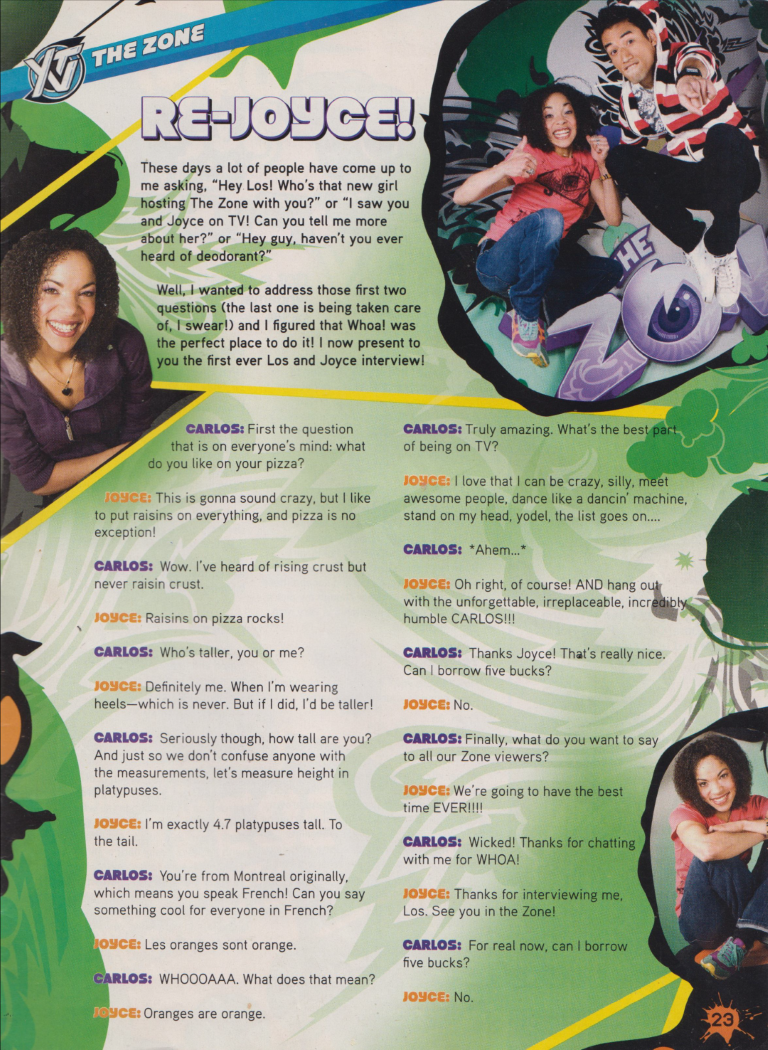 YTV THE ZONE
RE-JOYCE!
These days a lot of people have come up to
me asking, “Hey Los! Who’s that new girl
hosting The Zone with you?” or “I saw you
and Joyce on TV! Can you tell me more
about her?” or “Hey guy, haven’t you ever
heard of deodorant?”
Well, I wanted to address those first two
questions (the last one is being taken care
of, I swear!) and I figured that Whoa! was
the perfect place to do it! I now present to
you the first ever Los and Joyce interview!
THE
ZON
CARLOS: First the question
that is on everyone’s mind: what
do you like on your pizza?
JOYCE: This is gonna sound crazy, but I like
to put raisins on everything, and pizza is no
exception!
CARLOS: Wow. I’ve heard of rising crust but
never raisin crust.
JOYCE: Raisins on pizza rocks!
CARLOS: Who’s taller, you or me?
JOYCE: Definitely me. When I’m wearing
heels—which is never. But if I did, I’d be taller!
CARLOS: Seriously though, how tall are you?
And just so we don’t confuse anyone with
the measurements, let’s measure height in
platypuses.
JOYCE: I’m exactly 4.7 platypuses tall. To
the tail.
CARLOS: You’re from Montreal originally,
which means you speak French! Can you say
something cool for everyone in French?
JOYCE: Les oranges sont orange.
CARLOS: WHOOOAAA. What does that mean?
JOYCE: Oranges are orange.
CARLOS: Truly amazing. What’s the best part
of being on TV?
JOYCE: I love that I can be crazy, silly, meet
awesome people, dance like a dancin’ machine,
stand on my head, yodel, the list goes on....
CARLOS: *Ahem...*
JOYCE: Oh right, of course! AND hang out
with the unforgettable, irreplaceable, incredibly
humble CARLOS!!!
CARLOS: Thanks Joyce! That’s really nice.
Can I borrow five bucks?
JOYCE: No.
CARLOS: Finally, what do you want to say
to all our Zone viewers?
JOYCE: We’re going to have the best
time EVER!!!!
CARLOS: Wicked! Thanks for chatting
with me for WHOA!
JOYCE: Thanks for interviewing me,
Los. See you in the Zone!
CARLOS: For real now, can I borrow
five bucks?
JOYCE: No.
23